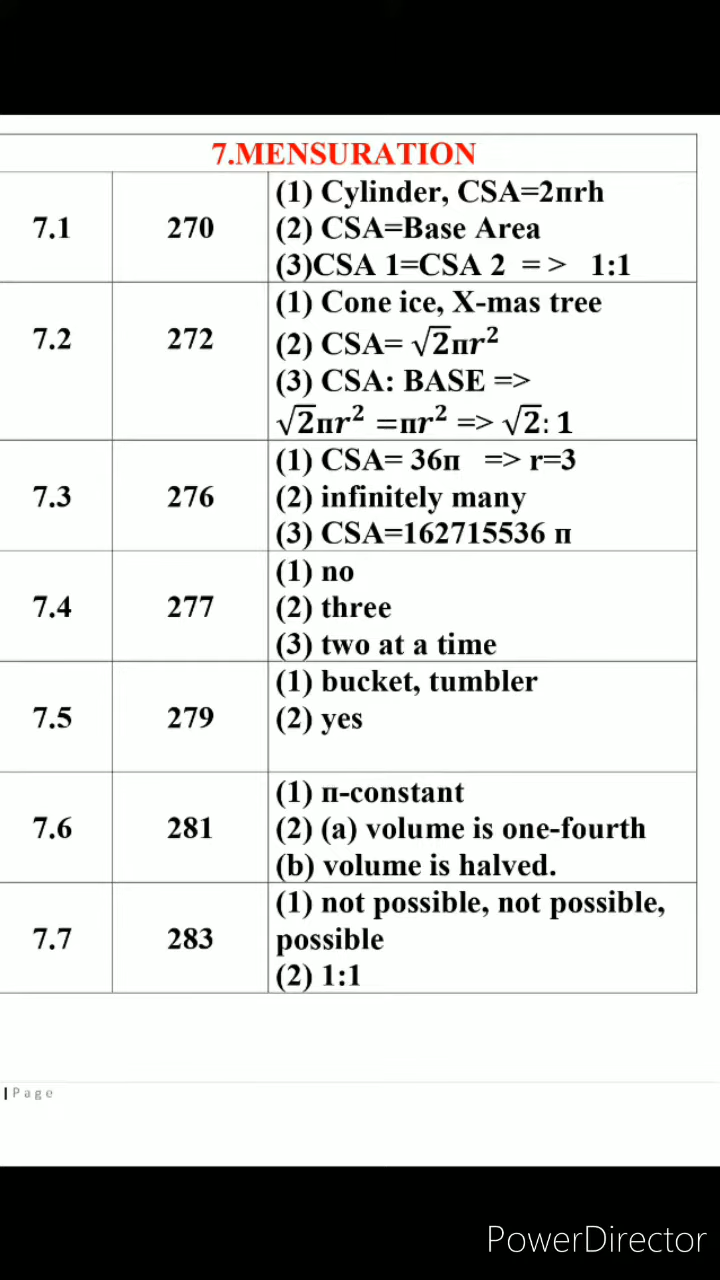 7.MENSURATION
7.1 270 (1) Cylinder, CSA=2πrh
(2) CSA=Base Area
(3)CSA 1=CSA 2 => 1:1
7.2 272 (1) Cone ice, X-mas tree
(2) CSA= √2πr²
(3) CSA: BASE =>
√2πr² =πr² => √2: 1
7.3 276 (1) CSA= 36π => r=3
(2) infinitely many
(3) CSA=162715536 π
7.4 277 (1) no
(2) three
(3) two at a time
7.5 279 (1) bucket, tumbler
(2) yes
7.6 281 (1) π-constant
(2) (a) volume is one-fourth
(b) volume is halved.
7.7 283 (1) not possible, not possible,
possible
(2) 1:1
| Page
PowerDirector